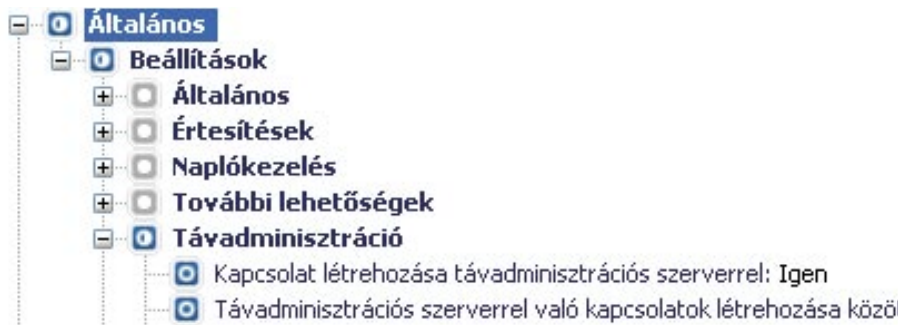 Általános
Beállítások
Általános
Értesítések
Naplókezelés
További lehetőségek
Távadminisztráció
Kapcsolat létrehozása távadminisztrációs szerverrel: Igen
Távadminisztrációs szerverrel való kapcsolatok létrehozása